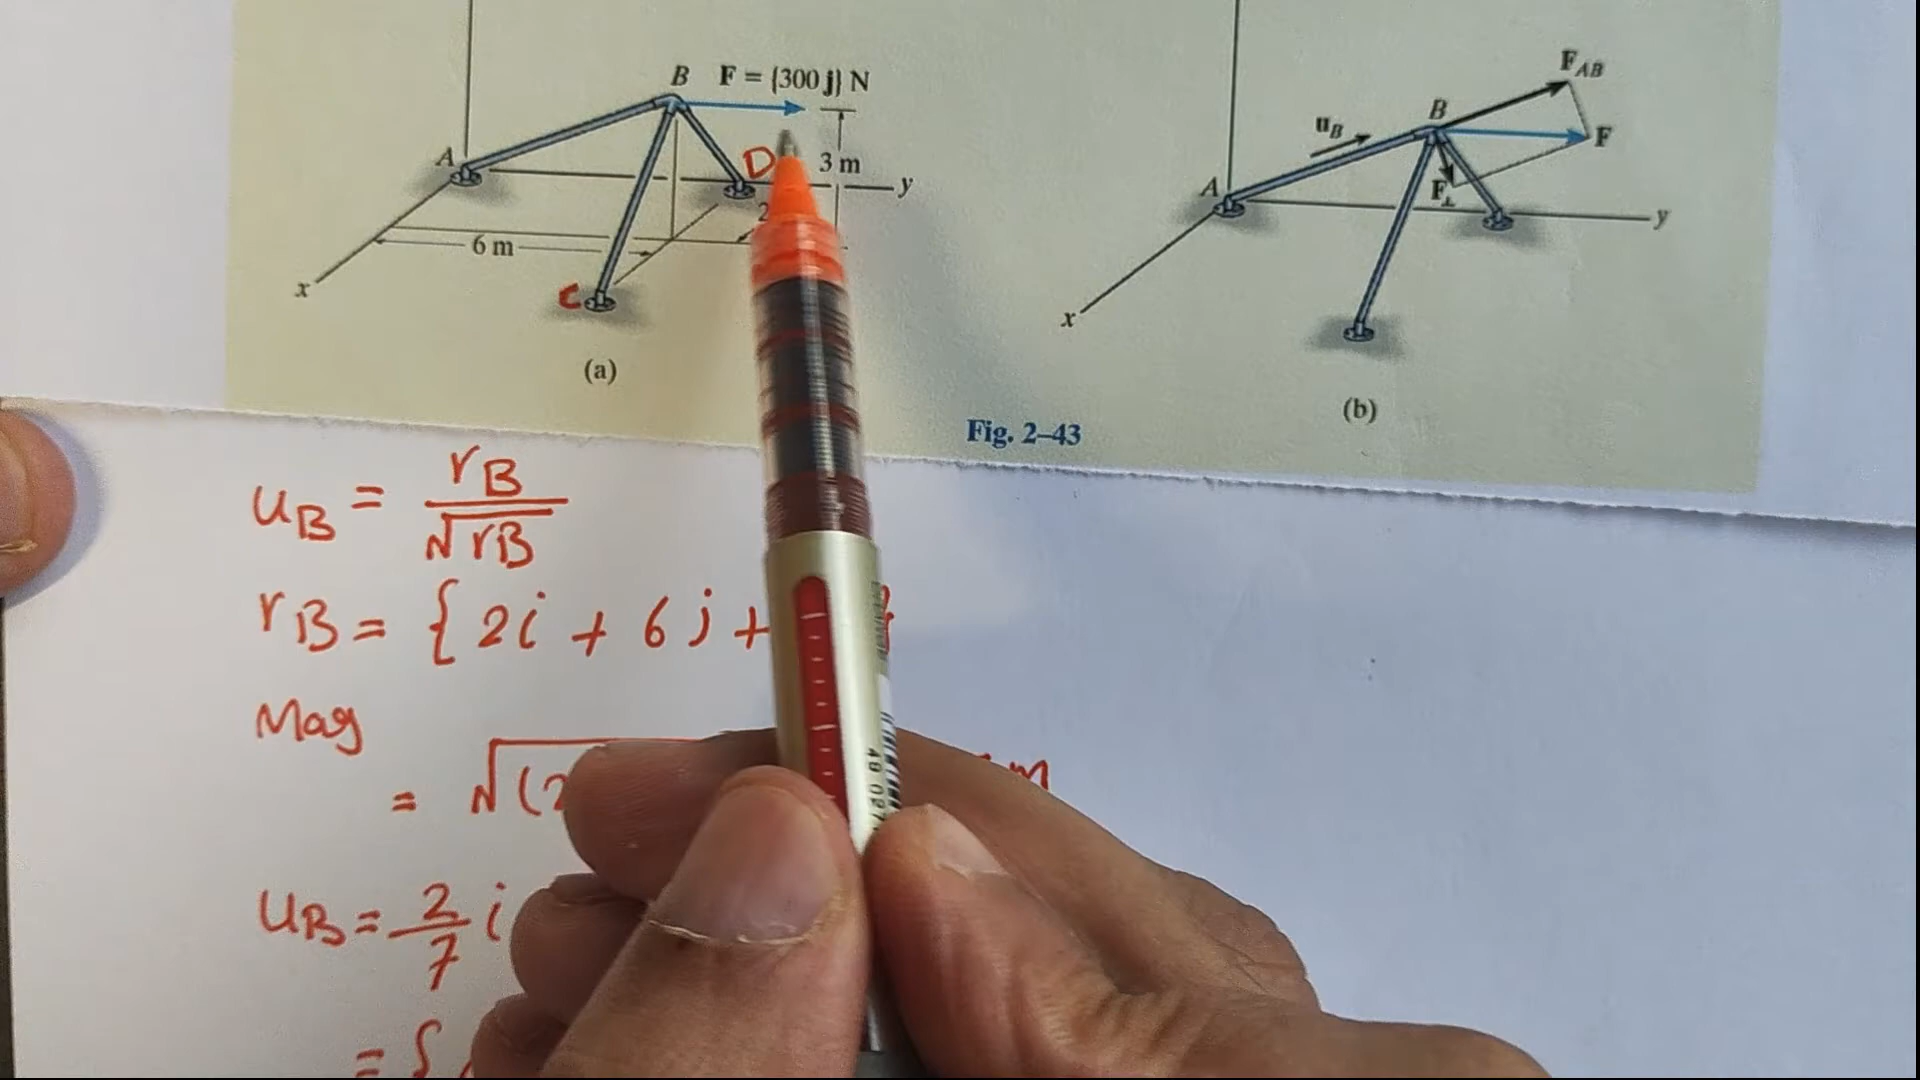 B F = {300 j} N
A D 3 m y
2
6 m
x C
(a)
F_AB
B
u_B F
A F_⊥
y
x
(b)
Fig. 2–43
u_B = r_B / √r_B
r_B = { 2i + 6j + }
Mag
= √(2 m
u_B = 2/7 i
= {